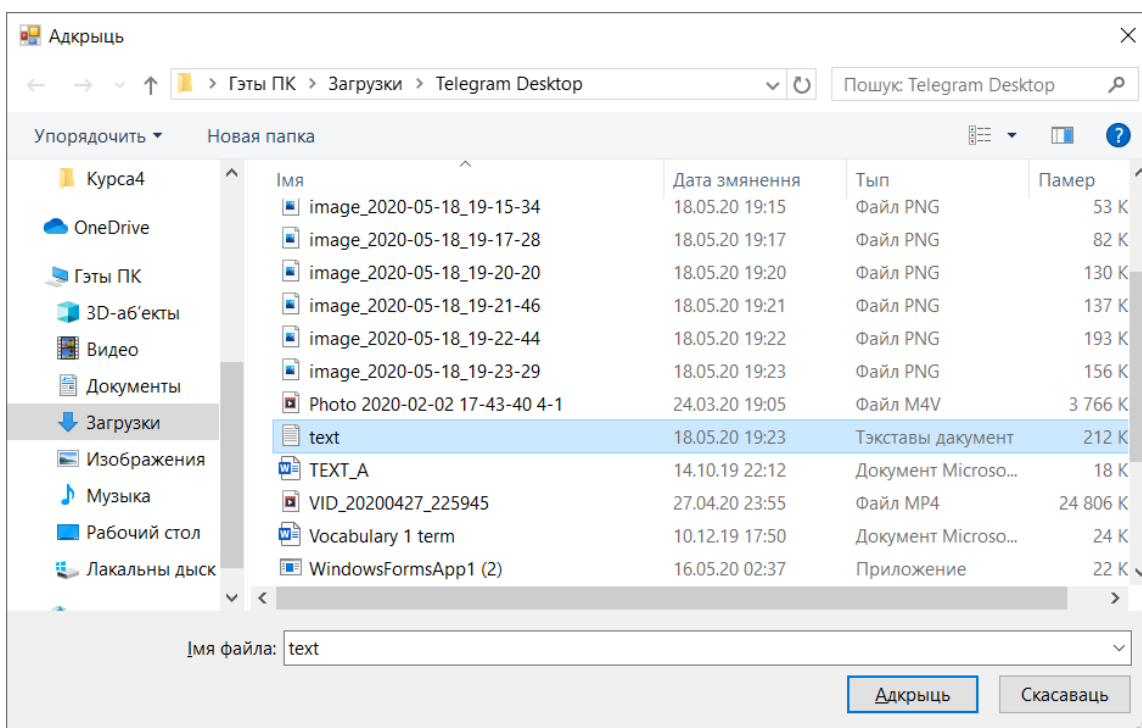 Адкрыць
Гэты ПК > Загрузки > Telegram Desktop
Пошук: Telegram Desktop
Упорядочить Новая папка
?
Курса4
OneDrive
Гэты ПК
3D-аб'екты
Видео
Документы
Загрузки
Изображения
Музыка
Рабочий стол
Лакальны дыск
Імя Дата змянення Тып Памер
image_2020-05-18_19-15-34 18.05.20 19:15 Файл PNG 53 K
image_2020-05-18_19-17-28 18.05.20 19:17 Файл PNG 82 K
image_2020-05-18_19-20-20 18.05.20 19:20 Файл PNG 130 K
image_2020-05-18_19-21-46 18.05.20 19:21 Файл PNG 137 K
image_2020-05-18_19-22-44 18.05.20 19:22 Файл PNG 193 K
image_2020-05-18_19-23-29 18.05.20 19:23 Файл PNG 156 K
Photo 2020-02-02 17-43-40 4-1 24.03.20 19:05 Файл M4V 3 766 K
text 18.05.20 19:23 Тэкставы дакумент 212 K
TEXT_A 14.10.19 22:12 Документ Microso... 18 K
VID_20200427_225945 27.04.20 23:55 Файл MP4 24 806 K
Vocabulary 1 term 10.12.19 17:50 Документ Microso... 24 K
WindowsFormsApp1 (2) 16.05.20 02:37 Приложение 22 K
Імя файла: text
Адкрыць Скасаваць